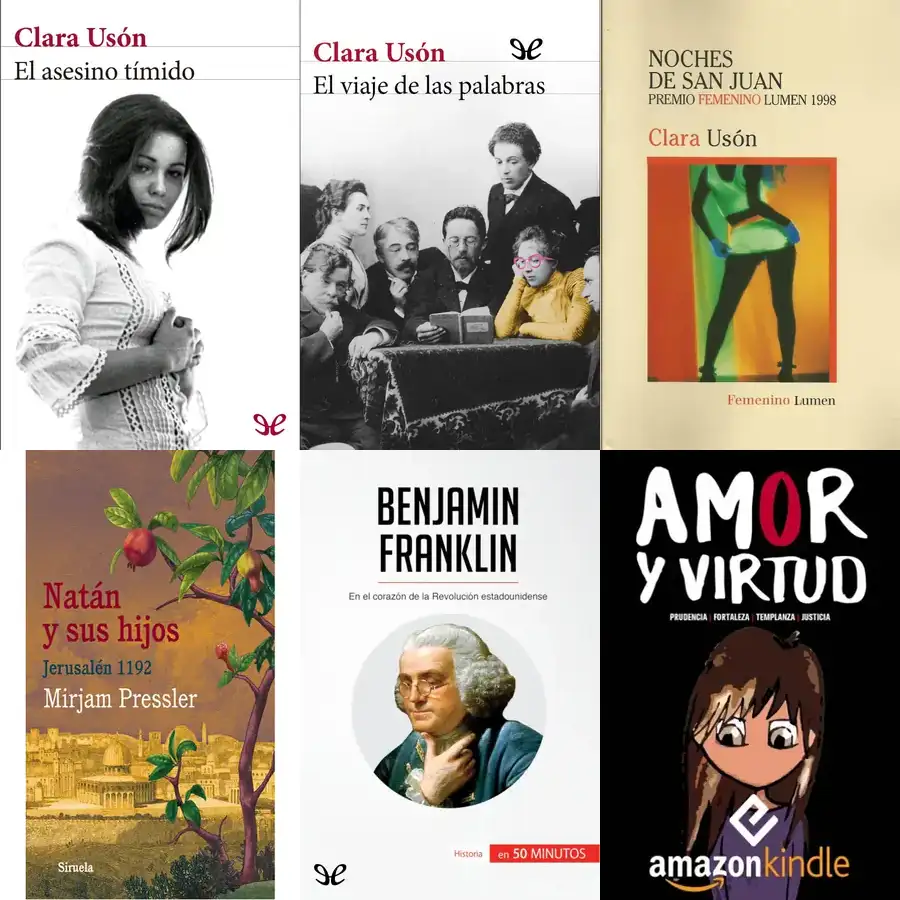 Clara Usón
El asesino tímido
Clara Usón
El viaje de las palabras
NOCHES
DE SAN JUAN
PREMIO FEMENINO LUMEN 1998
Clara Usón
Femenino Lumen
Natán
y sus hijos
Jerusalén 1192
Mirjam Pressler
Siruela
BENJAMIN
FRANKLIN
En el corazón de la Revolución estadounidense
Historia en 50 MINUTOS
AMOR
Y VIRTUD
PRUDENCIA | FORTALEZA | TEMPLANZA | JUSTICIA
amazonkindle